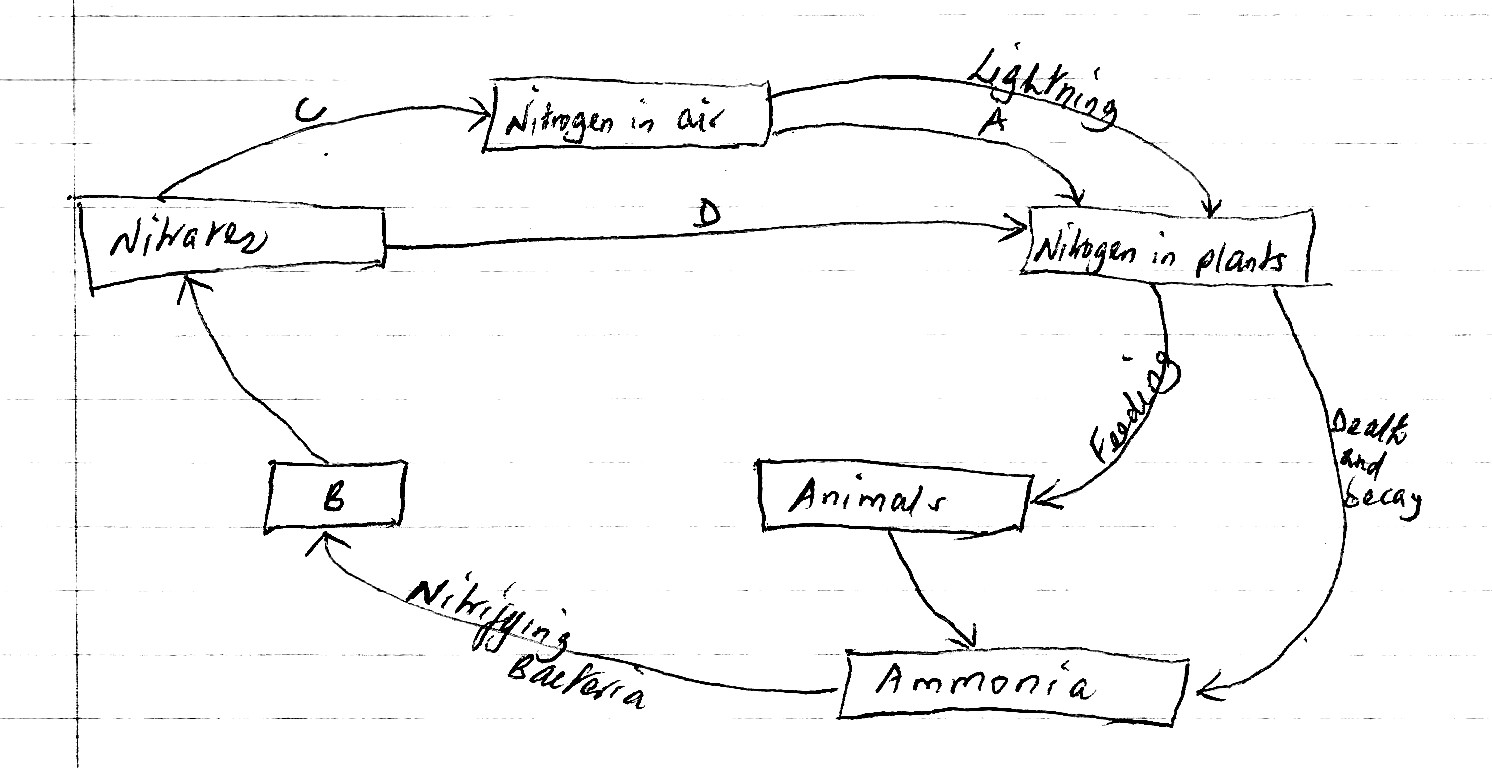 Lightning
C
Nitrogen in air
A
Nitrates
D
Nitrogen in plants
Feeding
Death
and
Decay
B
Animals
Nitrifying
Bacteria
Ammonia